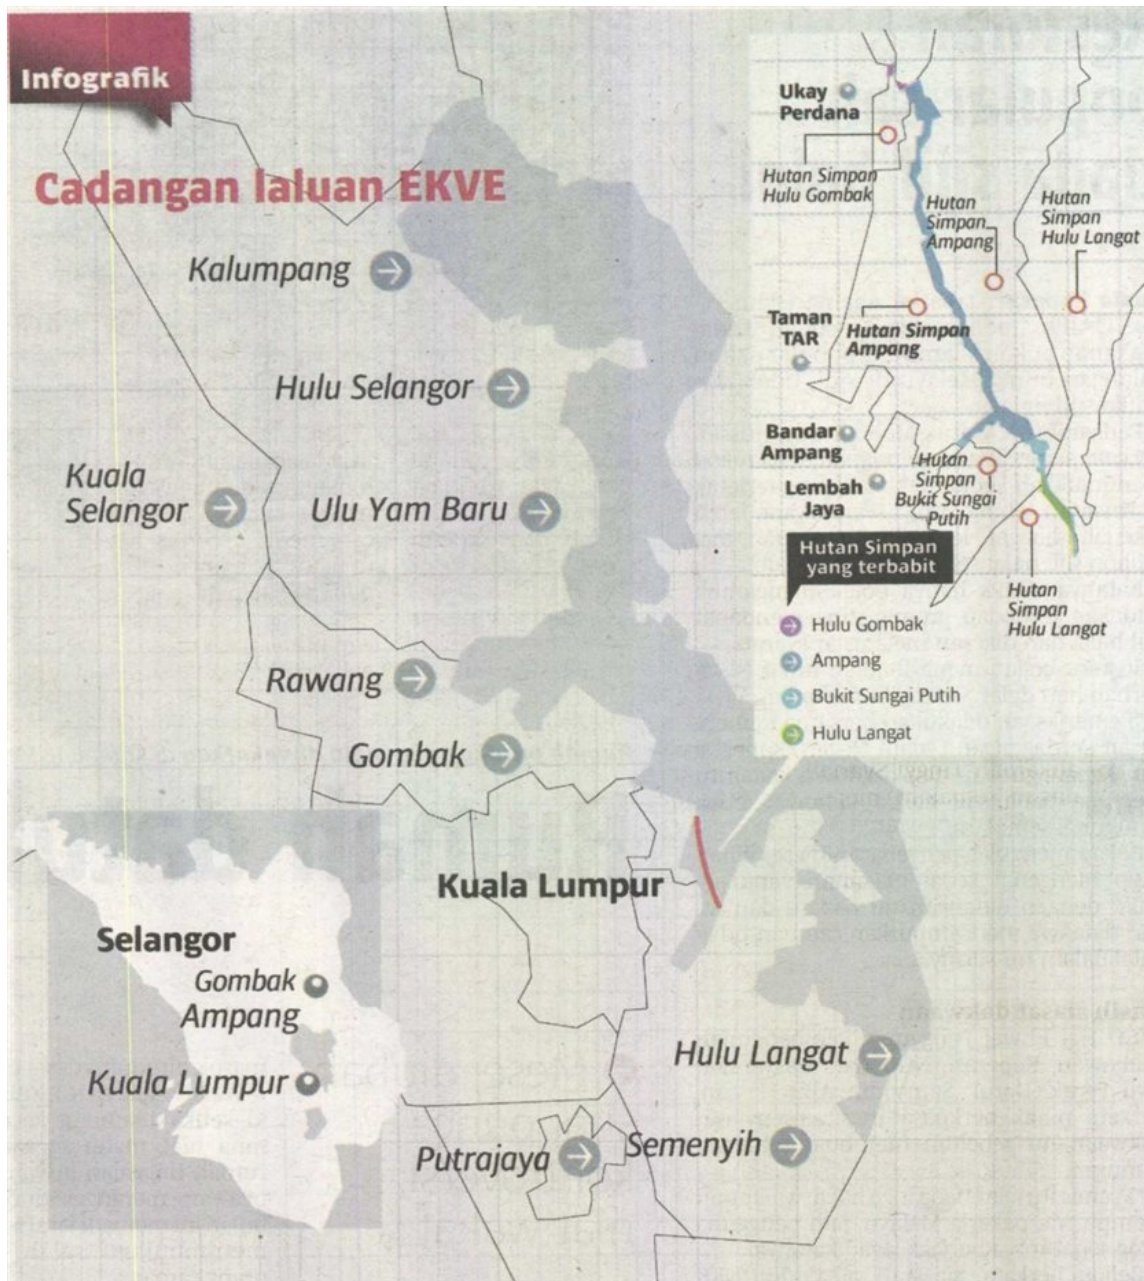 Infografik
Cadangan laluan EKVE
Kalumpang
Hulu Selangor
Kuala
Selangor
Ulu Yam Baru
Rawang
Gombak
Kuala Lumpur
Hulu Langat
Putrajaya
Semenyih
Selangor
Gombak
Ampang
Kuala Lumpur
Ukay
Perdana
Hutan Simpan
Hulu Gombak
Hutan
Simpan
Ampang
Hutan
Simpan
Hulu Langat
Taman
TAR
Hutan Simpan
Ampang
Bandar
Ampang
Lembah
Jaya
Hutan
Simpan
Bukit Sungai
Putih
Hutan
Simpan
Hulu Langat
Hutan Simpan
yang terbabit
Hulu Gombak
Ampang
Bukit Sungai Putih
Hulu Langat